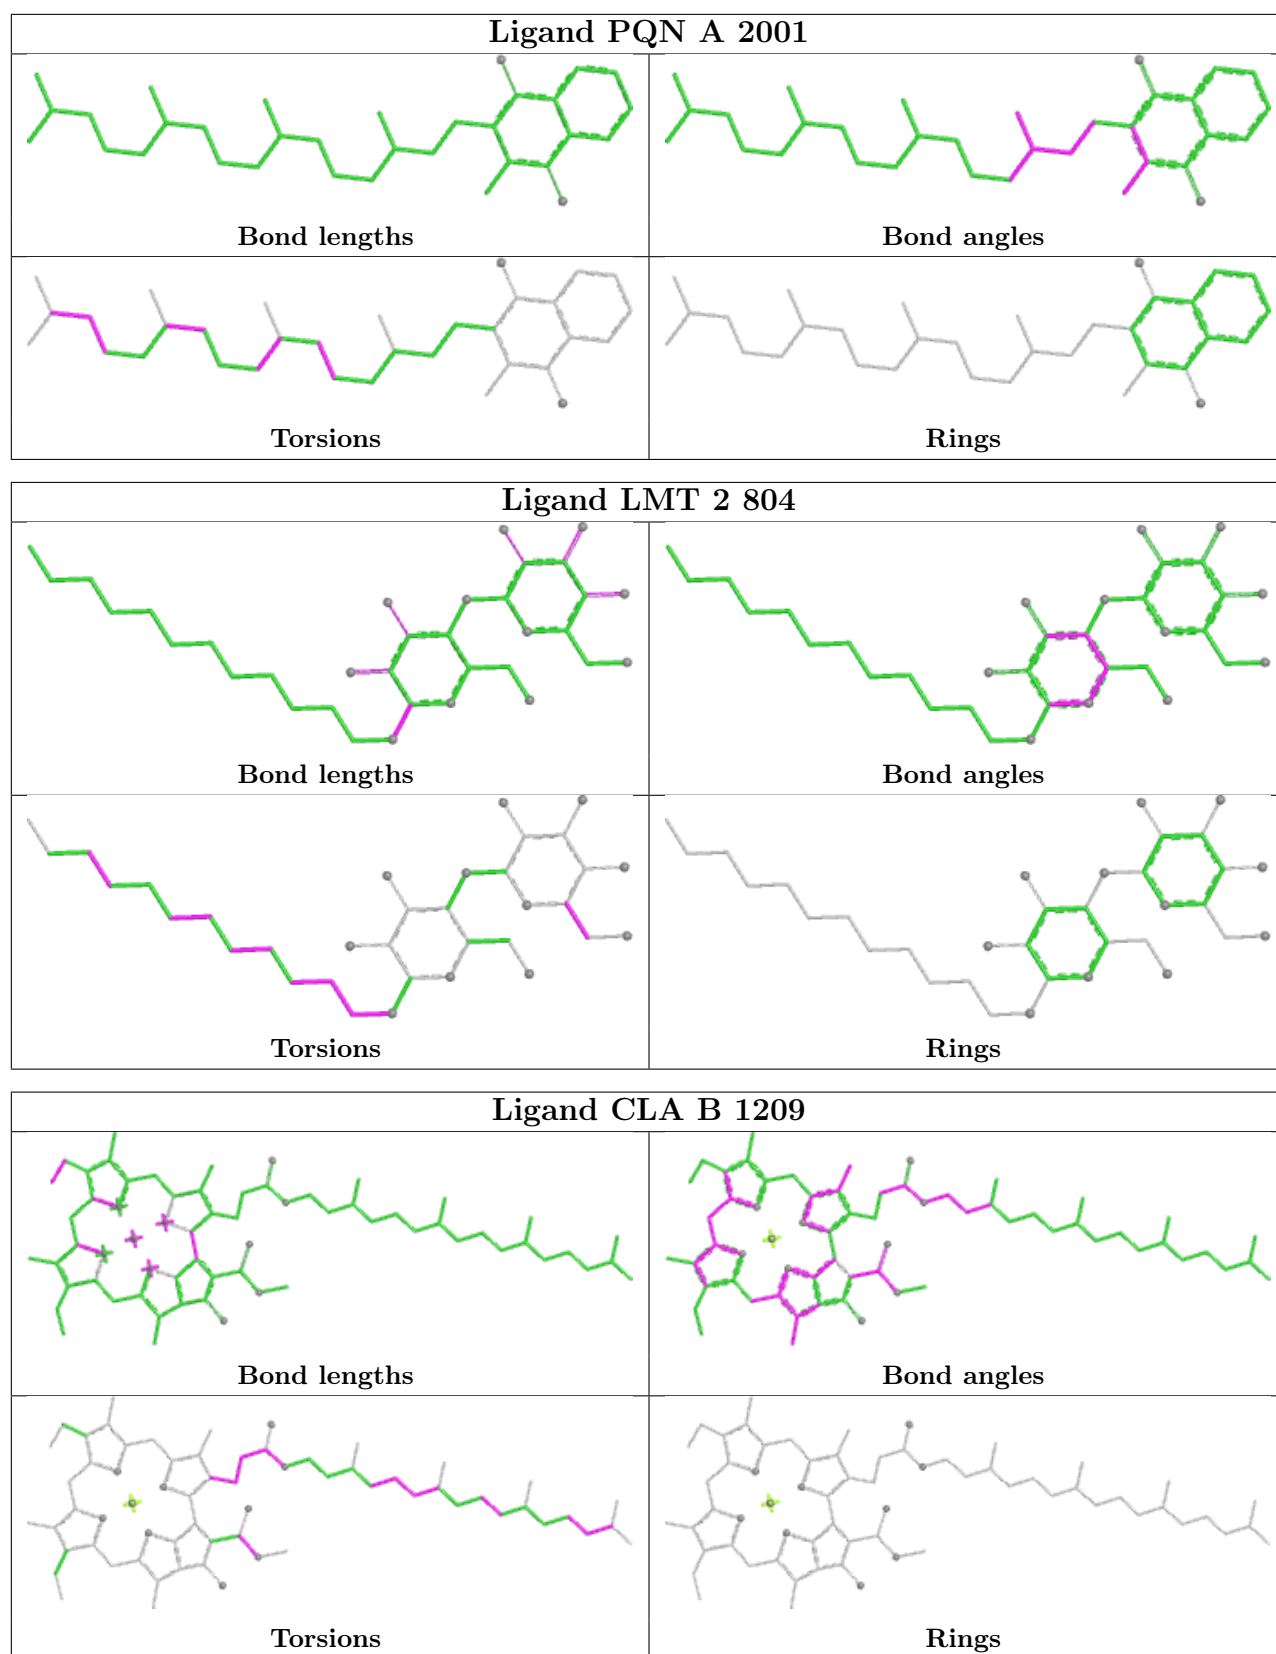 Ligand PQN A 2001
Bond lengths
Bond angles
Torsions
Rings
Ligand LMT 2 804
Bond lengths
Bond angles
Torsions
Rings
Ligand CLA B 1209
Bond lengths
Bond angles
Torsions
Rings